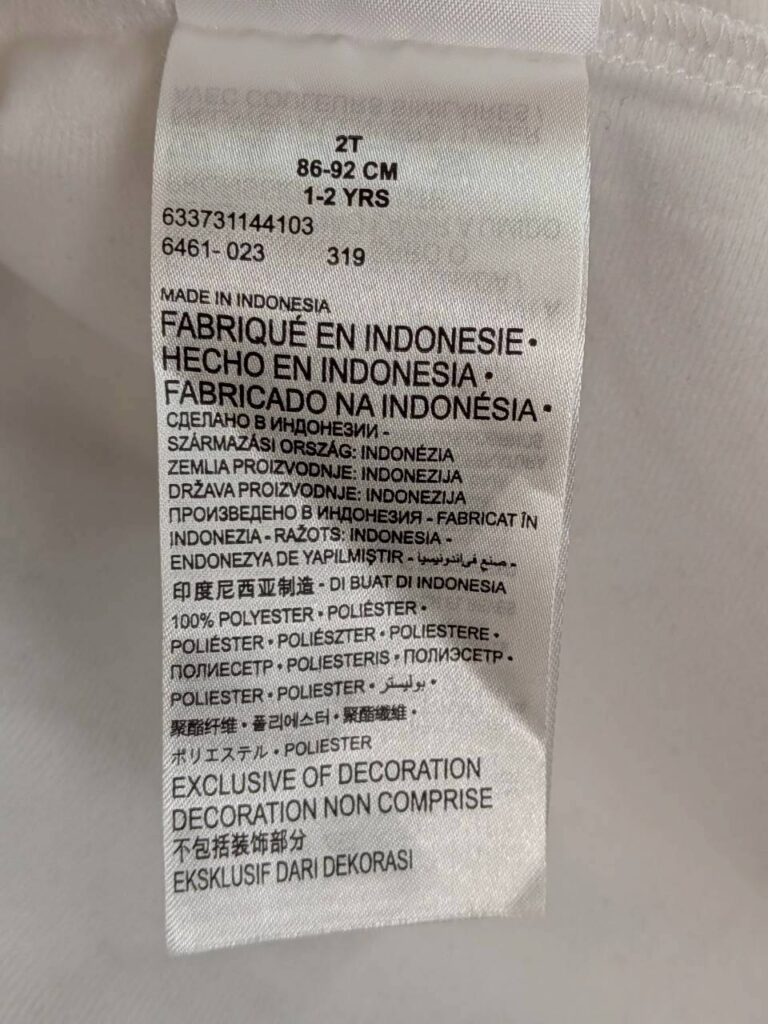 2T
86-92 CM
1-2 YRS
633731144103
6461- 023 319
MADE IN INDONESIA
FABRIQUÉ EN INDONESIE•
HECHO EN INDONESIA •
FABRICADO NA INDONÉSIA •
СДЕЛАНО В ИНДОНЕЗИИ -
SZÁRMAZÁSI ORSZÁG: INDONÉZIA
ZEMLIA PROIZVODNJE: INDONEZIJA
DRŽAVA PROIZVODNJE: INDONEZIJA
ПРОИЗВЕДЕНО В ИНДОНЕЗИЯ - FABRICAT ÎN
INDONEZIA - RAŽOTS: INDONESIA -
ENDONEZYA DE YAPILMIŞTIR - صنع فى اندونيسيا -
印度尼西亚制造 - DI BUAT DI INDONESIA
100% POLYESTER • POLIÉSTER •
POLIÉSTER • POLIÉSZTER • POLIESTERE •
ПОЛИЕСЕТР • POLIESTERIS • ПОЛИЭСЕТР •
POLIESTER • POLIESTER • بوليستر •
聚酯纤维 • 폴리에스터 • 聚酯纖維 •
ポリエステル • POLIESTER
EXCLUSIVE OF DECORATION
DECORATION NON COMPRISE
不包括装饰部分
EKSKLUSIF DARI DEKORASI